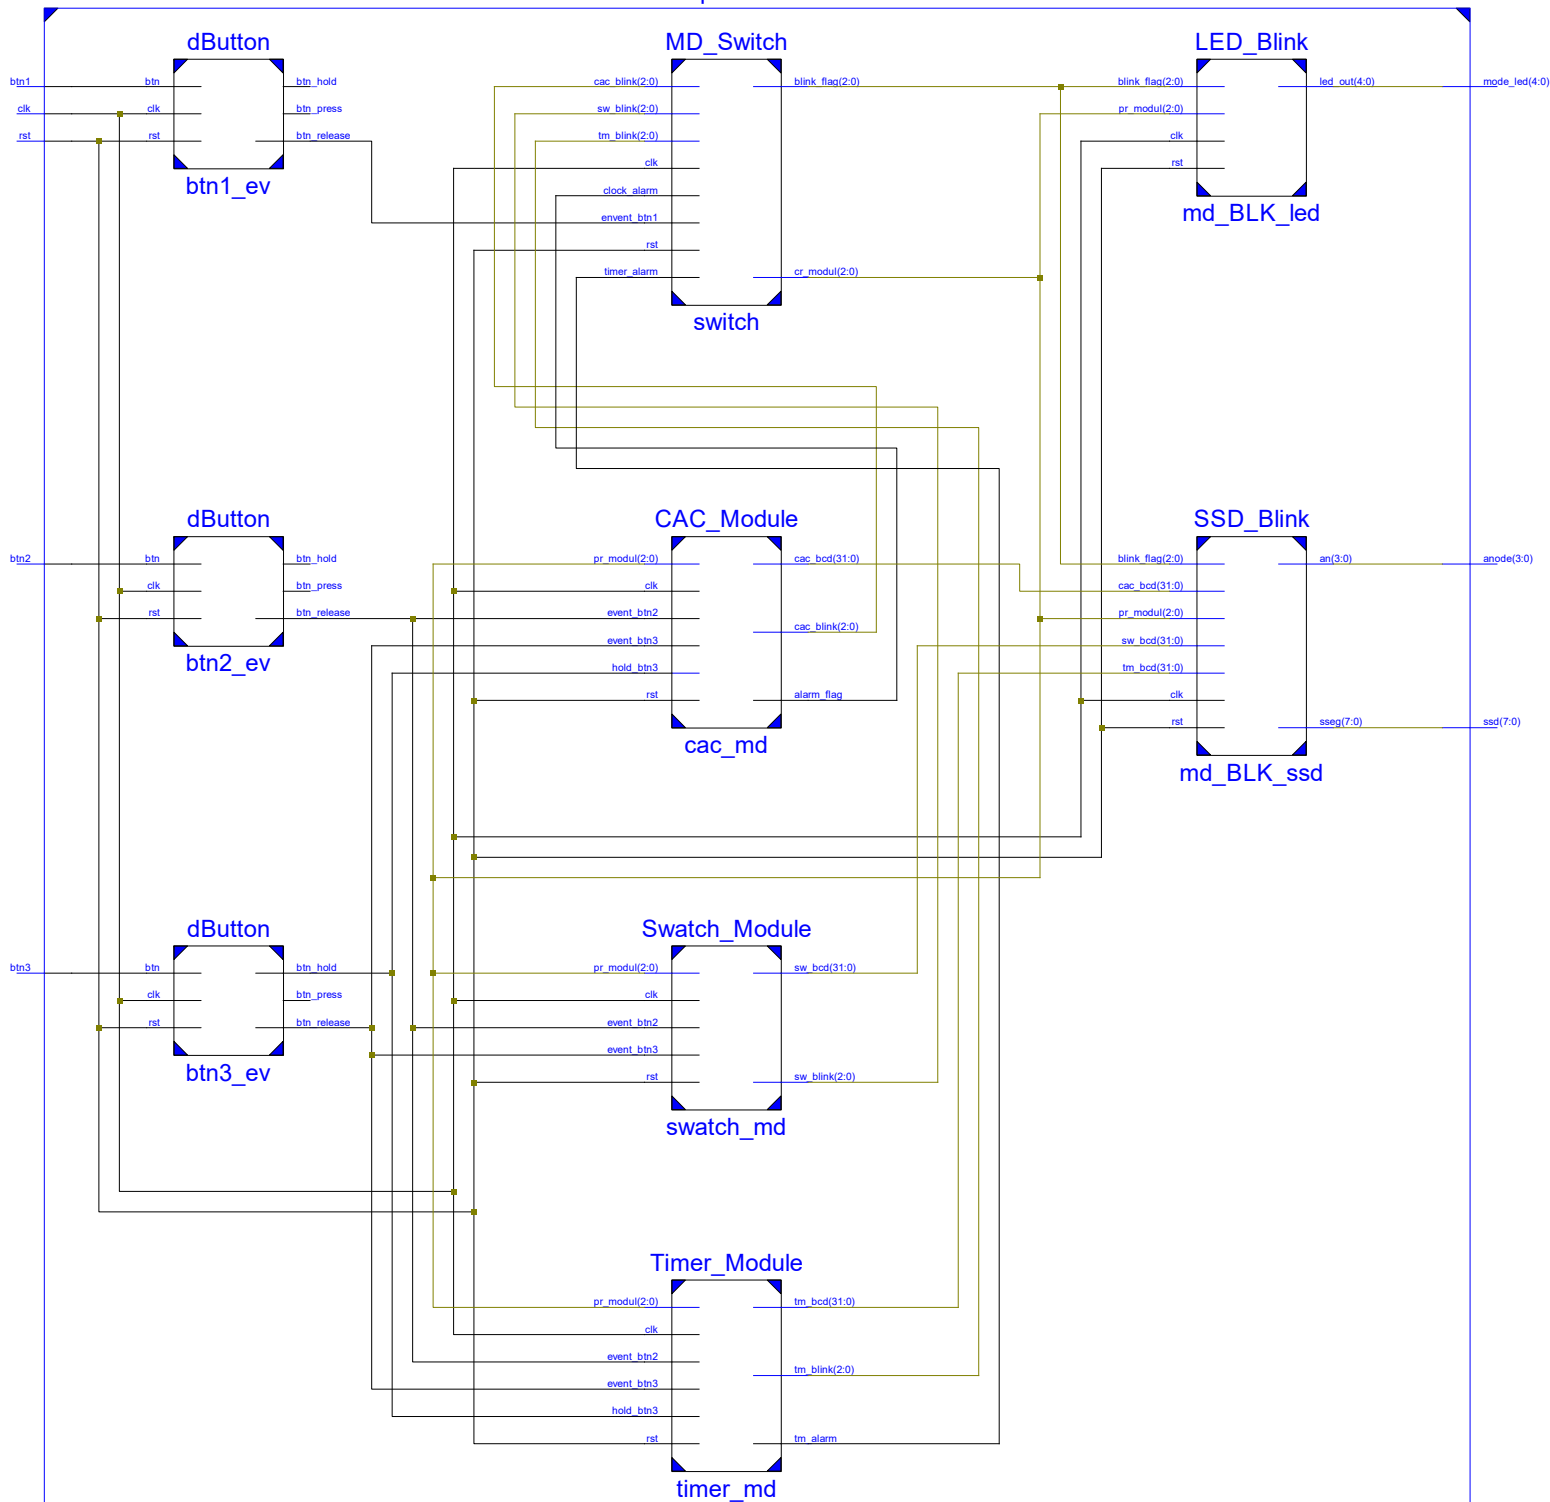 dButton
btn1
btn
btn_hold
clk
clk
btn_press
rst
rst
btn_release
btn1_ev
MD_Switch
cac_blink(2:0)
blink_flag(2:0)
sw_blink(2:0)
tm_blink(2:0)
clk
clock_alarm
envent_btn1
rst
timer_alarm
cr_modul(2:0)
switch
LED_Blink
blink_flag(2:0)
led_out(4:0)
mode_led(4:0)
pr_modul(2:0)
clk
rst
md_BLK_led
dButton
btn2
btn
btn_hold
clk
btn_press
rst
btn_release
btn2_ev
CAC_Module
pr_modul(2:0)
cac_bcd(31:0)
clk
event_btn2
cac_blink(2:0)
event_btn3
hold_btn3
rst
alarm_flag
cac_md
SSD_Blink
blink_flag(2:0)
an(3:0)
anode(3:0)
cac_bcd(31:0)
pr_modul(2:0)
sw_bcd(31:0)
tm_bcd(31:0)
clk
rst
sseg(7:0)
ssd(7:0)
md_BLK_ssd
dButton
btn3
btn
btn_hold
clk
btn_press
rst
btn_release
btn3_ev
Swatch_Module
pr_modul(2:0)
sw_bcd(31:0)
clk
event_btn2
event_btn3
rst
sw_blink(2:0)
swatch_md
Timer_Module
pr_modul(2:0)
tm_bcd(31:0)
clk
event_btn2
tm_blink(2:0)
event_btn3
hold_btn3
rst
tm_alarm
timer_md